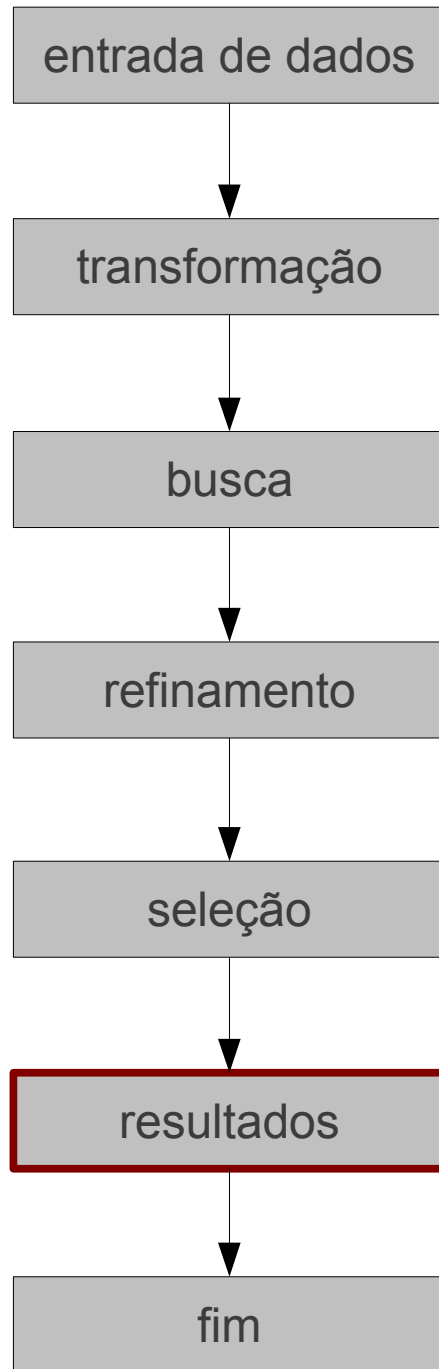 entrada de dados
transformação
busca
refinamento
seleção
resultados
fim